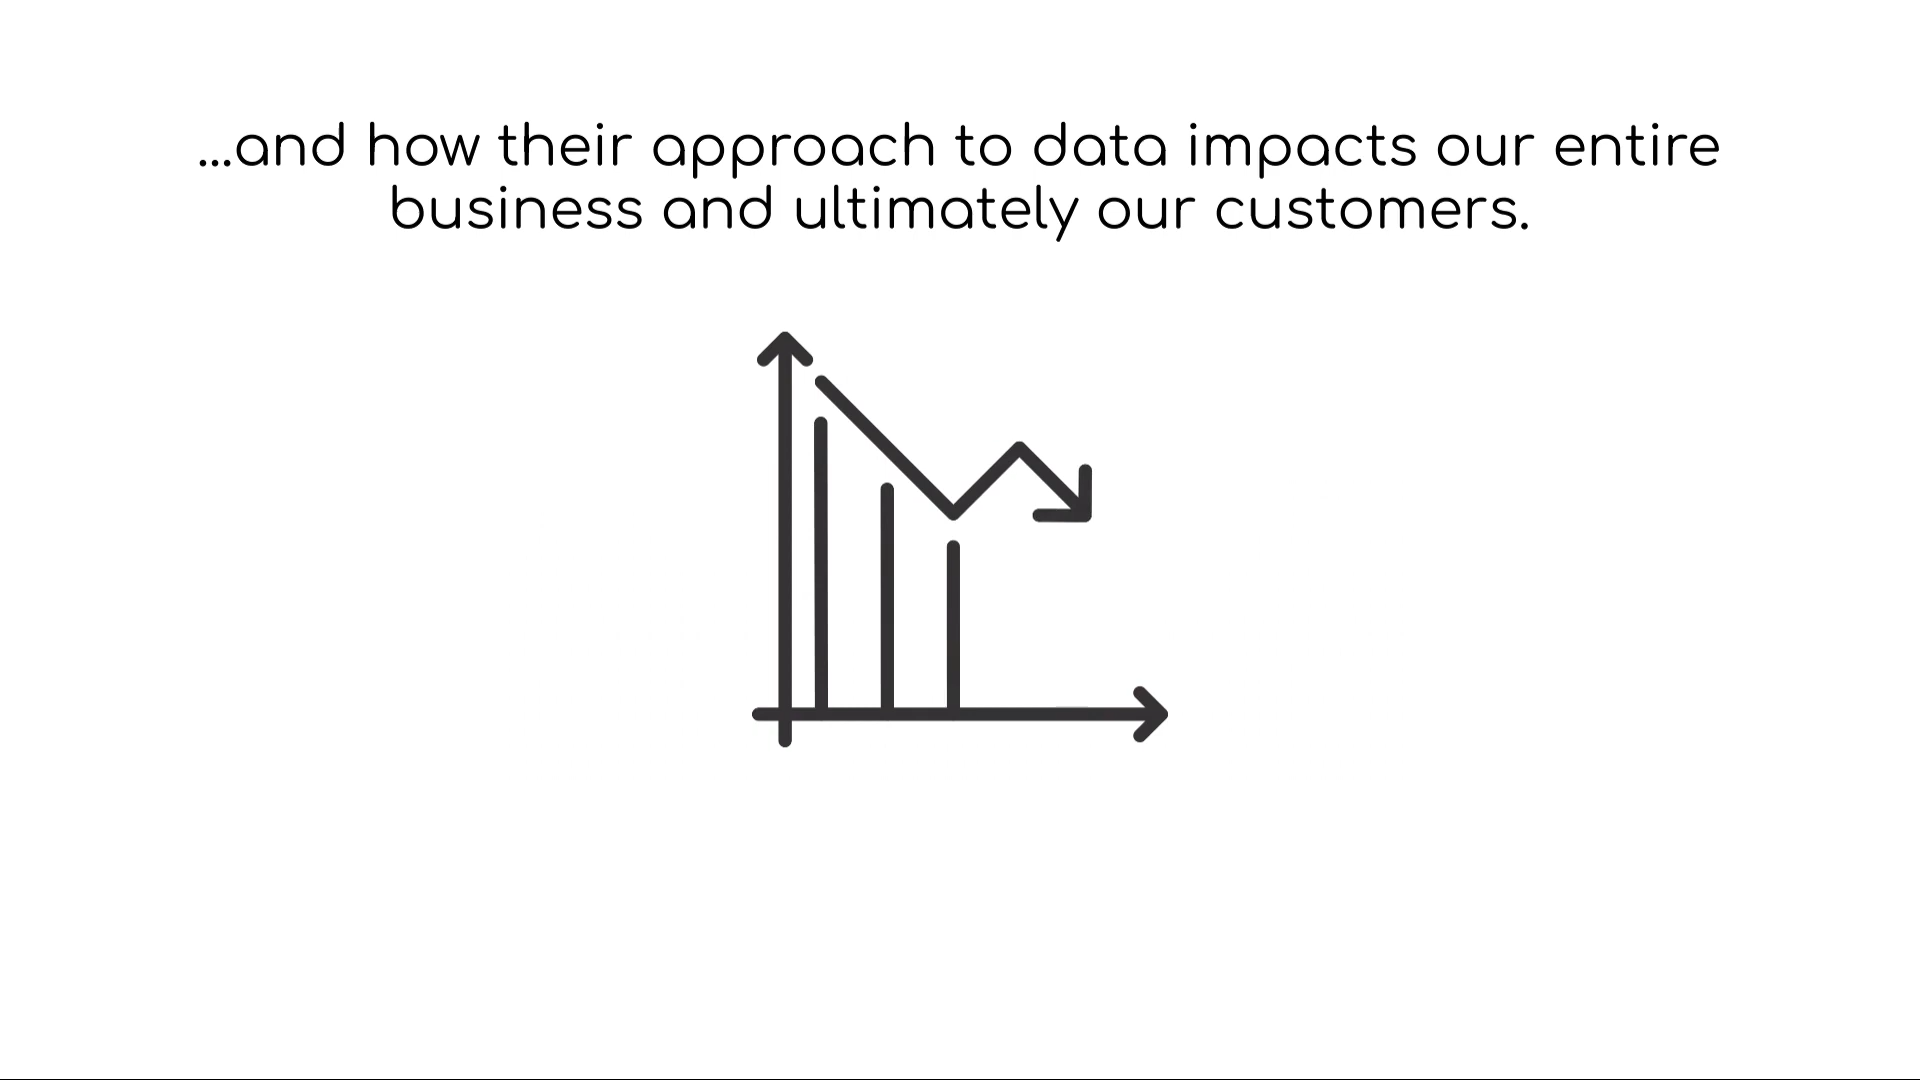 ...and how their approach to data impacts our entire
business and ultimately our customers.